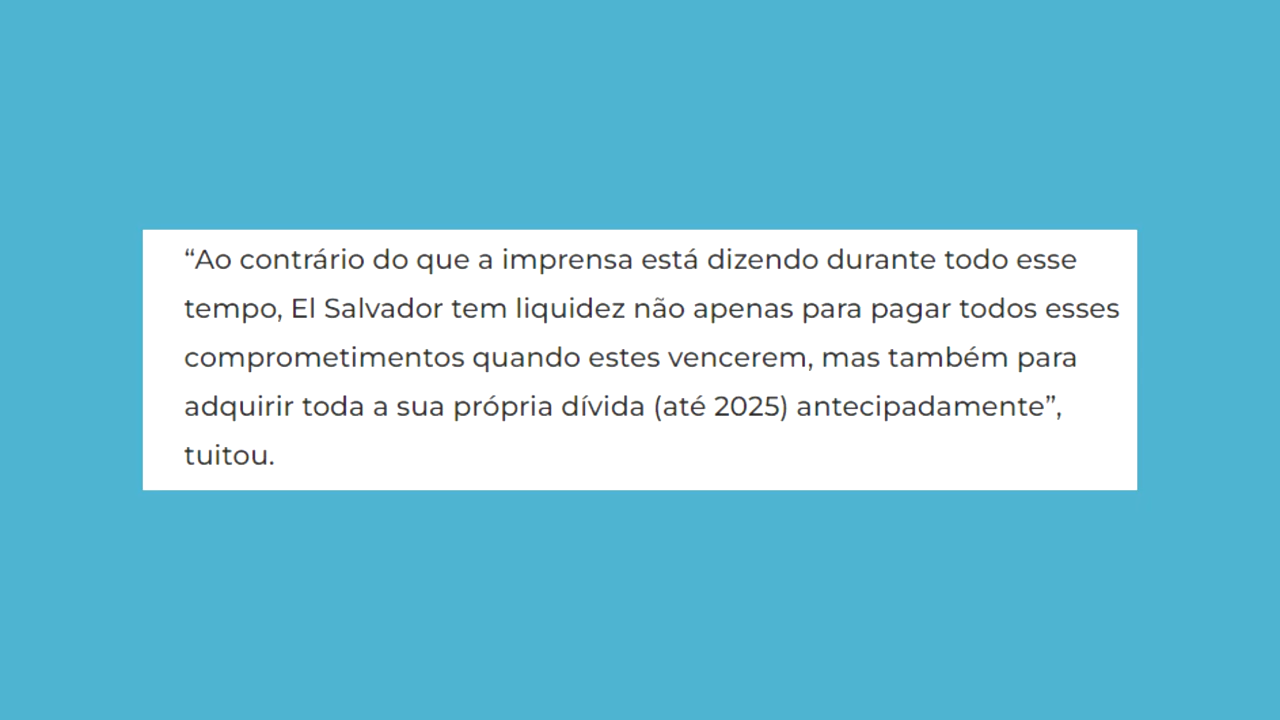 “Ao contrário do que a imprensa está dizendo durante todo esse
tempo, El Salvador tem liquidez não apenas para pagar todos esses
comprometimentos quando estes vencerem, mas também para
adquirir toda a sua própria dívida (até 2025) antecipadamente”,
tuitou.